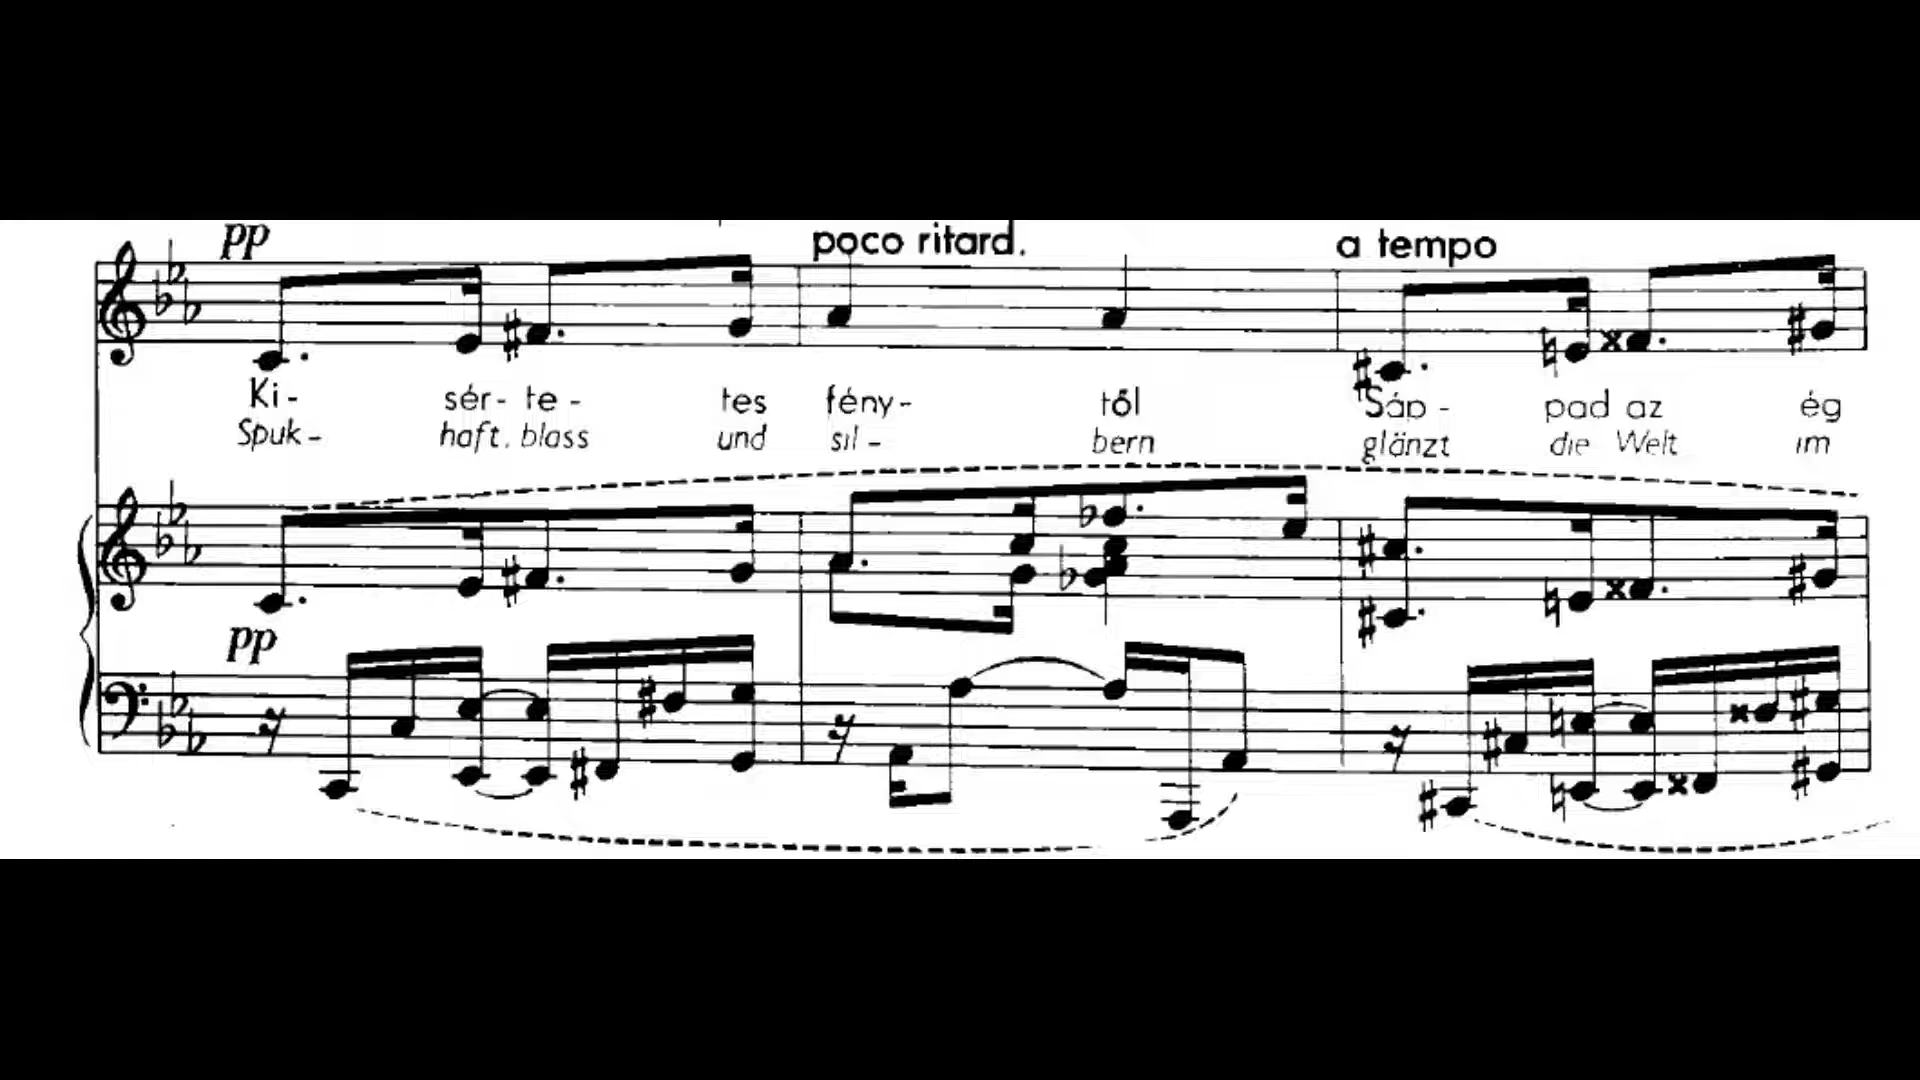 pp poco ritard. a tempo
Ki- sér- te- tes fény- től Sáp- pad az ég
Spuk- haft. blass und sil- bern glänzt die Welt im
pp